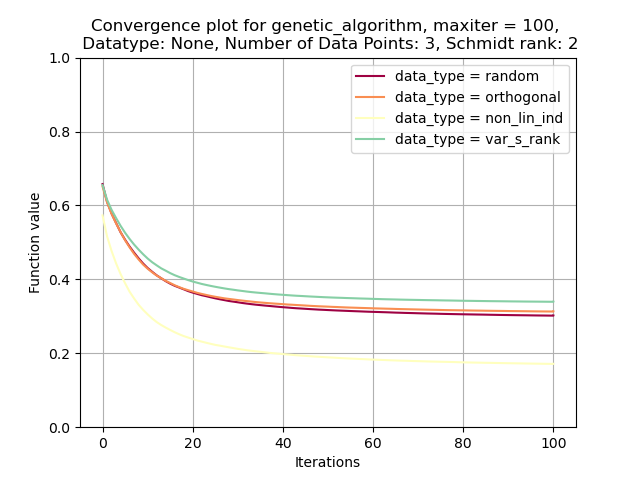 Convergence plot for genetic_algorithm, maxiter = 100,
Datatype: None, Number of Data Points: 3, Schmidt rank: 2
data_type = random
data_type = orthogonal
data_type = non_lin_ind
data_type = var_s_rank
Function value
1.0
0.8
0.6
0.4
0.2
0.0
0 20 40 60 80 100
Iterations